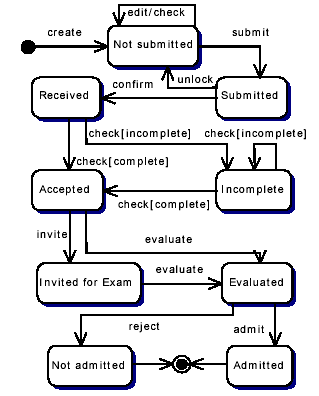 edit/check
create
Not submitted
submit
unlock
Received
confirm
Submitted
check[incomplete]
check[incomplete]
check[complete]
Accepted
Incomplete
check[complete]
invite
evaluate
Invited for Exam
evaluate
Evaluated
reject
admit
Not admitted
Admitted